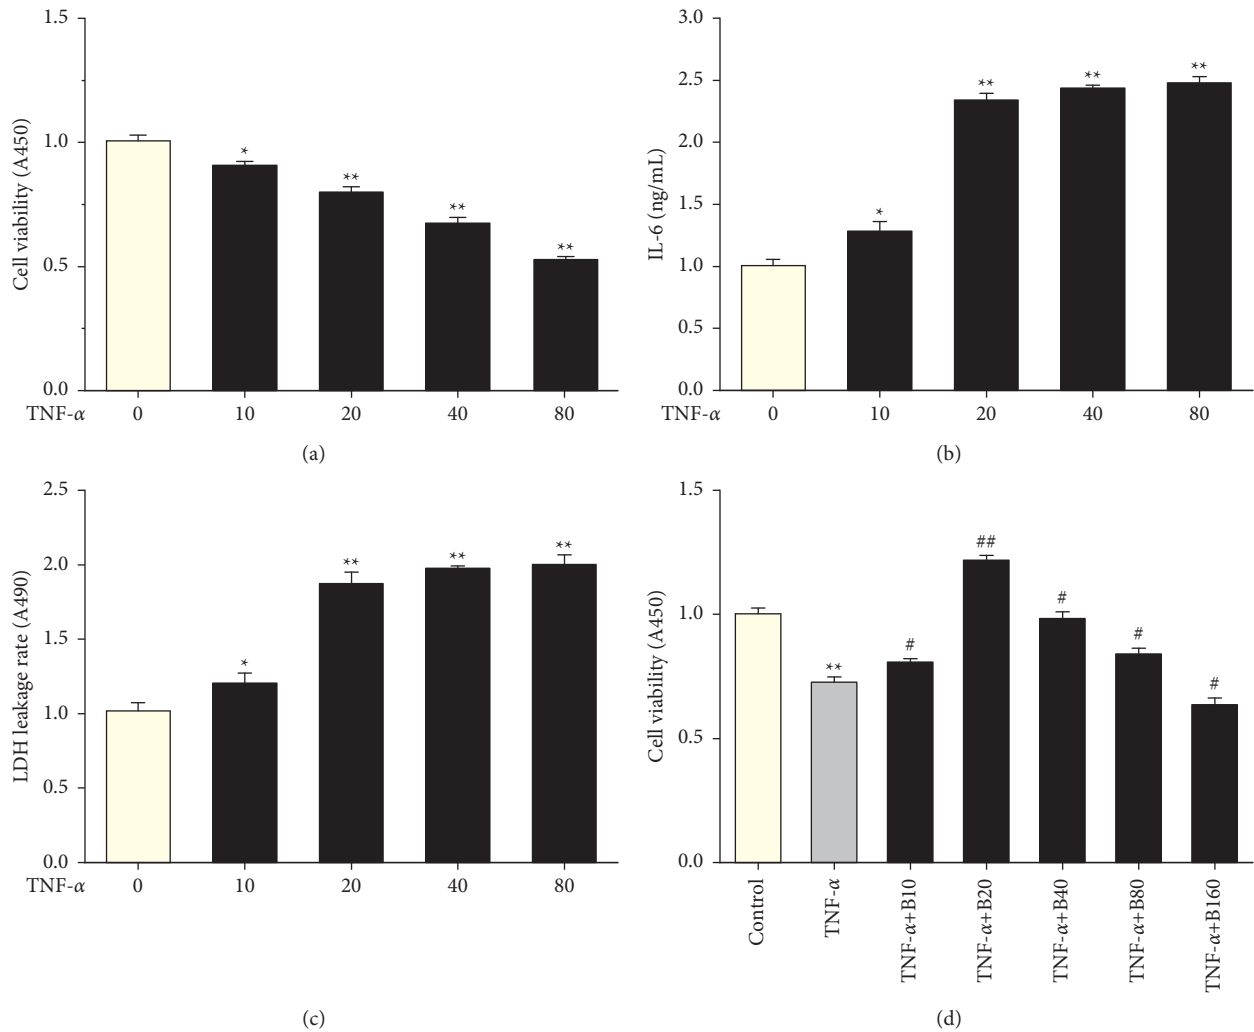 1.5
1.0
0.5
0.0
Cell viability (A450)
*
**
**
**
TNF-α 0 10 20 40 80
(a)
3.0
2.5
2.0
1.5
1.0
0.5
0.0
IL-6 (ng/mL)
*
**
**
**
TNF-α 0 10 20 40 80
(b)
2.5
2.0
1.5
1.0
0.5
0.0
LDH leakage rate (A490)
*
**
**
**
TNF-α 0 10 20 40 80
(c)
1.5
1.0
0.5
0.0
Cell viability (A450)
**
#
##
#
#
#
Control
TNF-α
TNF-α+B10
TNF-α+B20
TNF-α+B40
TNF-α+B80
TNF-α+B160
(d)